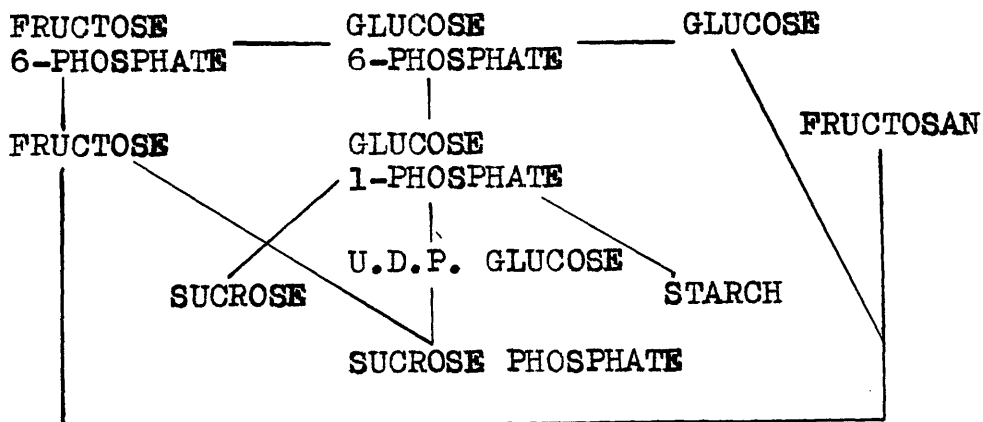 FRUCTOSE
6-PHOSPHATE
GLUCOSE
6-PHOSPHATE
GLUCOSE
FRUCTOSAN
FRUCTOSE
GLUCOSE
1-PHOSPHATE
U.D.P. GLUCOSE
SUCROSE
STARCH
SUCROSE PHOSPHATE